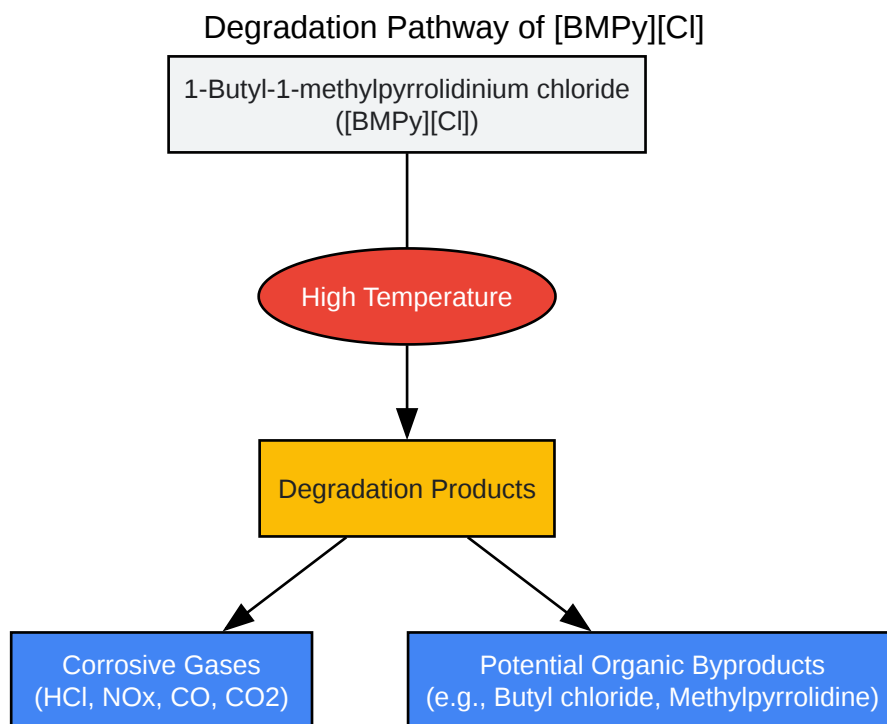 Degradation Pathway of [BMPy][Cl]
1-Butyl-1-methylpyrrolidinium chloride
([BMPy][Cl])
High Temperature
Degradation Products
Corrosive Gases
(HCl, NOx, CO, CO2)
Potential Organic Byproducts
(e.g., Butyl chloride, Methylpyrrolidine)